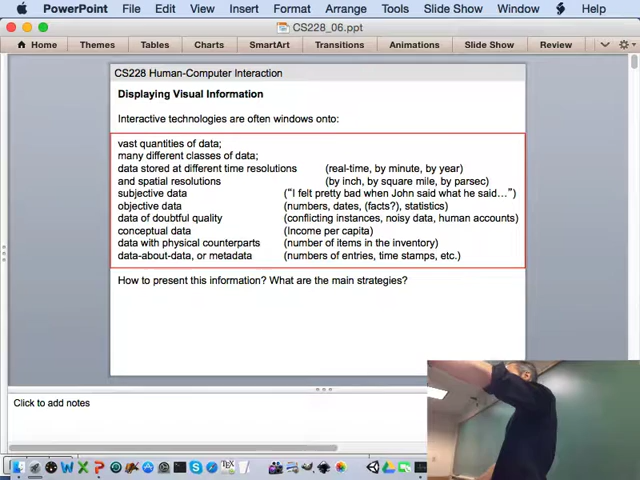 PowerPoint File Edit View Insert Format Arrange Tools Slide Show Window Help
CS228_06.ppt
Home Themes Tables Charts SmartArt Transitions Animations Slide Show Review
CS228 Human-Computer Interaction
Displaying Visual Information
Interactive technologies are often windows onto:
vast quantities of data;
many different classes of data;
data stored at different time resolutions (real-time, by minute, by year)
and spatial resolutions (by inch, by square mile, by parsec)
subjective data (“I felt pretty bad when John said what he said…”)
objective data (numbers, dates, (facts?), statistics)
data of doubtful quality (conflicting instances, noisy data, human accounts)
conceptual data (Income per capita)
data with physical counterparts (number of items in the inventory)
data-about-data, or metadata (numbers of entries, time stamps, etc.)
How to present this information? What are the main strategies?
Click to add notes